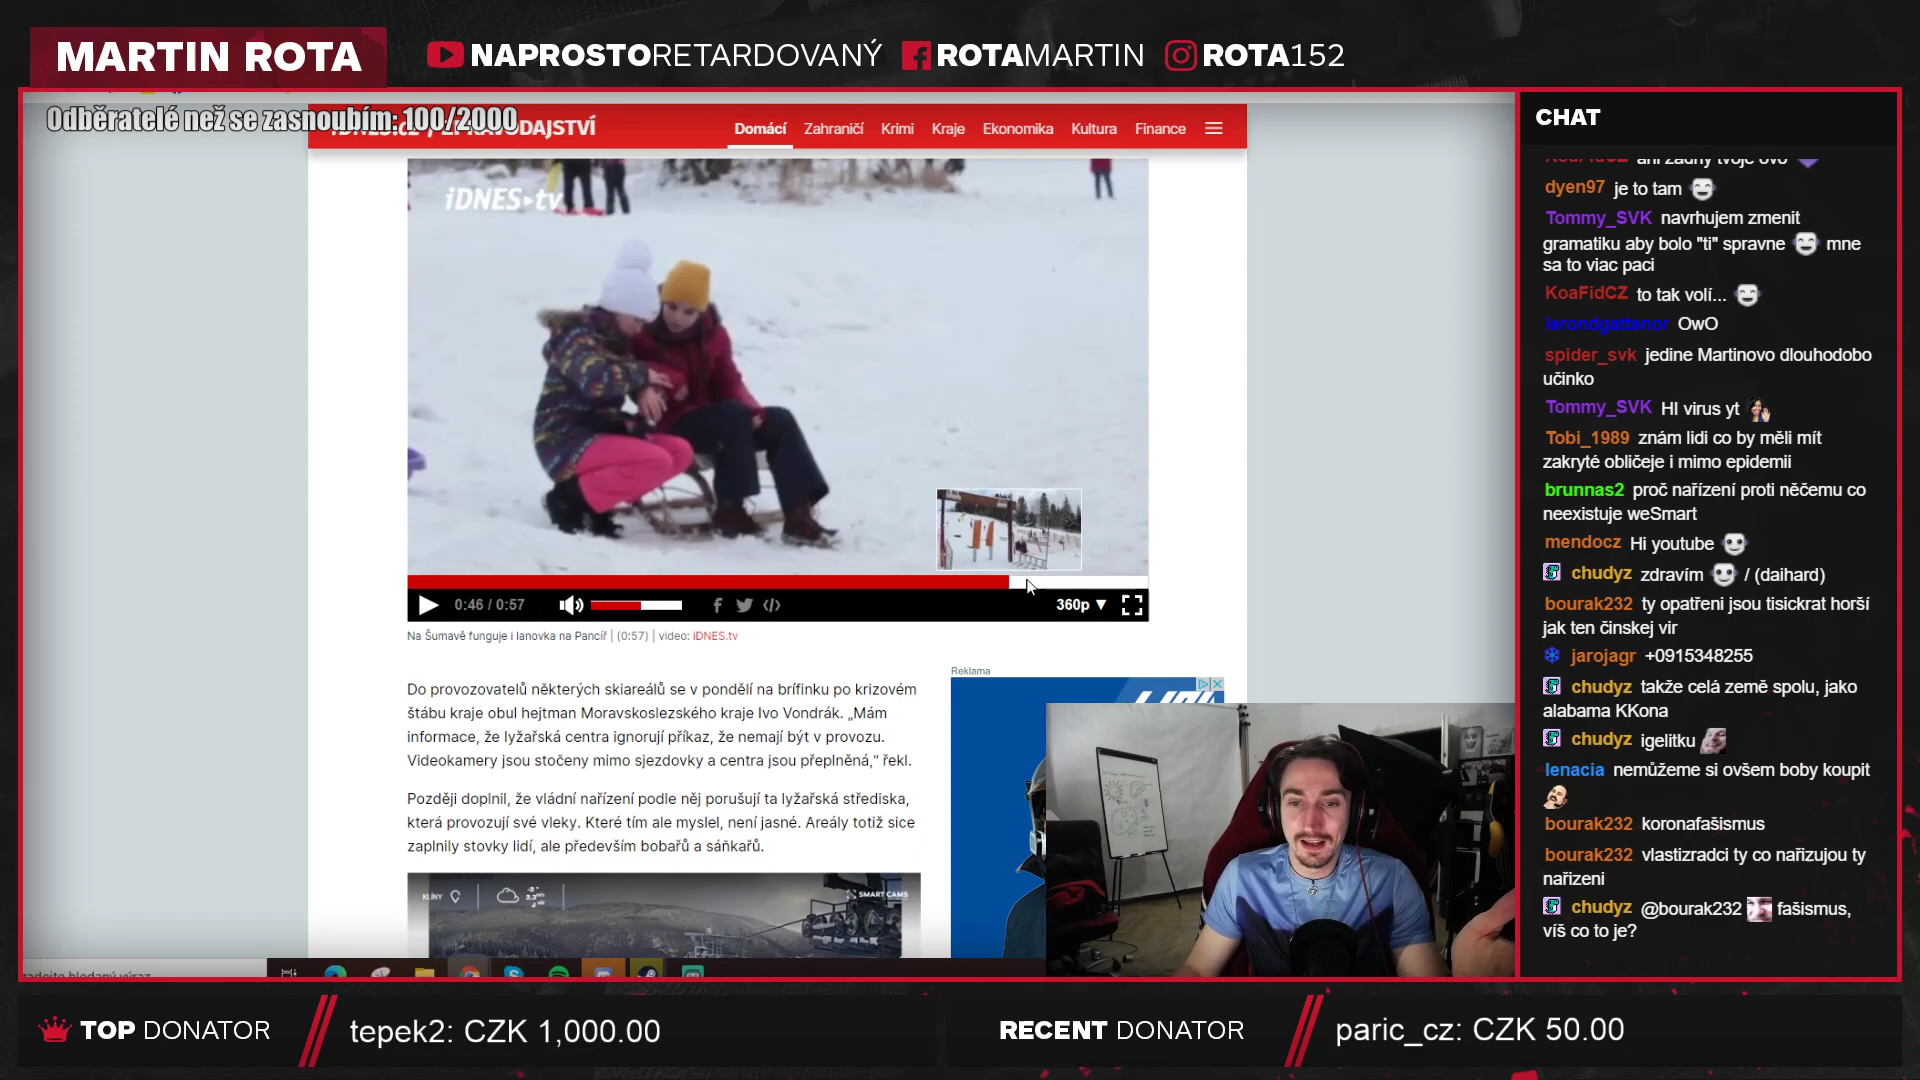 MARTIN ROTA
NAPROSTORETARDOVANÝ
ROTAMARTIN
ROTA152
Odběratelé než se zasnoubím: 100/2000
DAJSTVÍ
Domácí Zahraničí Krimi Kraje Ekonomika Kultura Finance
iDNES tv
0:46 / 0:57
360p
Na Šumavě funguje i lanovka na Pancíř | (0:57) | video: iDNES.tv
Do provozovatelů některých skiareálů se v pondělí na brífinku po krizovém
štábu kraje obul hejtman Moravskoslezského kraje Ivo Vondrák. „Mám
informace, že lyžařská centra ignorují příkaz, že nemají být v provozu.
Videokamery jsou stočeny mimo sjezdovky a centra jsou přeplněná,“ řekl.
Později doplnil, že vládní nařízení podle něj porušují ta lyžařská střediska,
která provozují své vleky. Které tím ale myslel, není jasné. Areály totiž sice
zaplnily stovky lidí, ale především bobařů a sáňkařů.
Reklama
KLÍNY
SMART CAMS
CHAT
dyen97 je to tam
Tommy_SVK navrhujem zmenit
gramatiku aby bolo "ti" spravne mne
sa to viac paci
KoaFidCZ to tak volí...
lerondgattenor OwO
spider_svk jedine Martinovo dlouhodobo
učinko
Tommy_SVK HI virus yt
Tobi_1989 znám lidi co by měli mít
zakryté obličeje i mimo epidemii
brunnas2 proč nařízení proti něčemu co
neexistuje weSmart
mendocz Hi youtube
chudyz zdravím / (daihard)
bourak232 ty opatřeni jsou tisickrat horší
jak ten činskej vir
jarojagr +0915348255
chudyz takže celá země spolu, jako
alabama KKona
chudyz igelitku
lenacia nemůžeme si ovšem boby koupit
bourak232 koronafašismus
bourak232 vlastizradci ty co nařizujou ty
nařizeni
chudyz @bourak232 fašismus,
víš co to je?
TOP DONATOR
tepek2: CZK 1,000.00
RECENT DONATOR
paric_cz: CZK 50.00